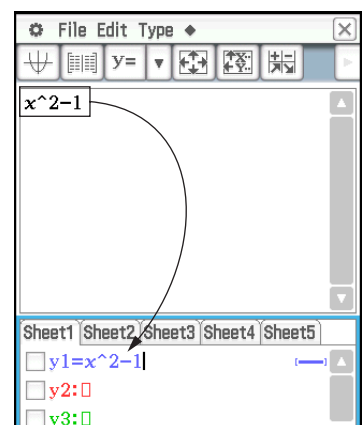 File Edit Type ◆
y=
x^2-1
Sheet1 Sheet2 Sheet3 Sheet4 Sheet5
y1=x^2-1
y2:▯
y3:▯